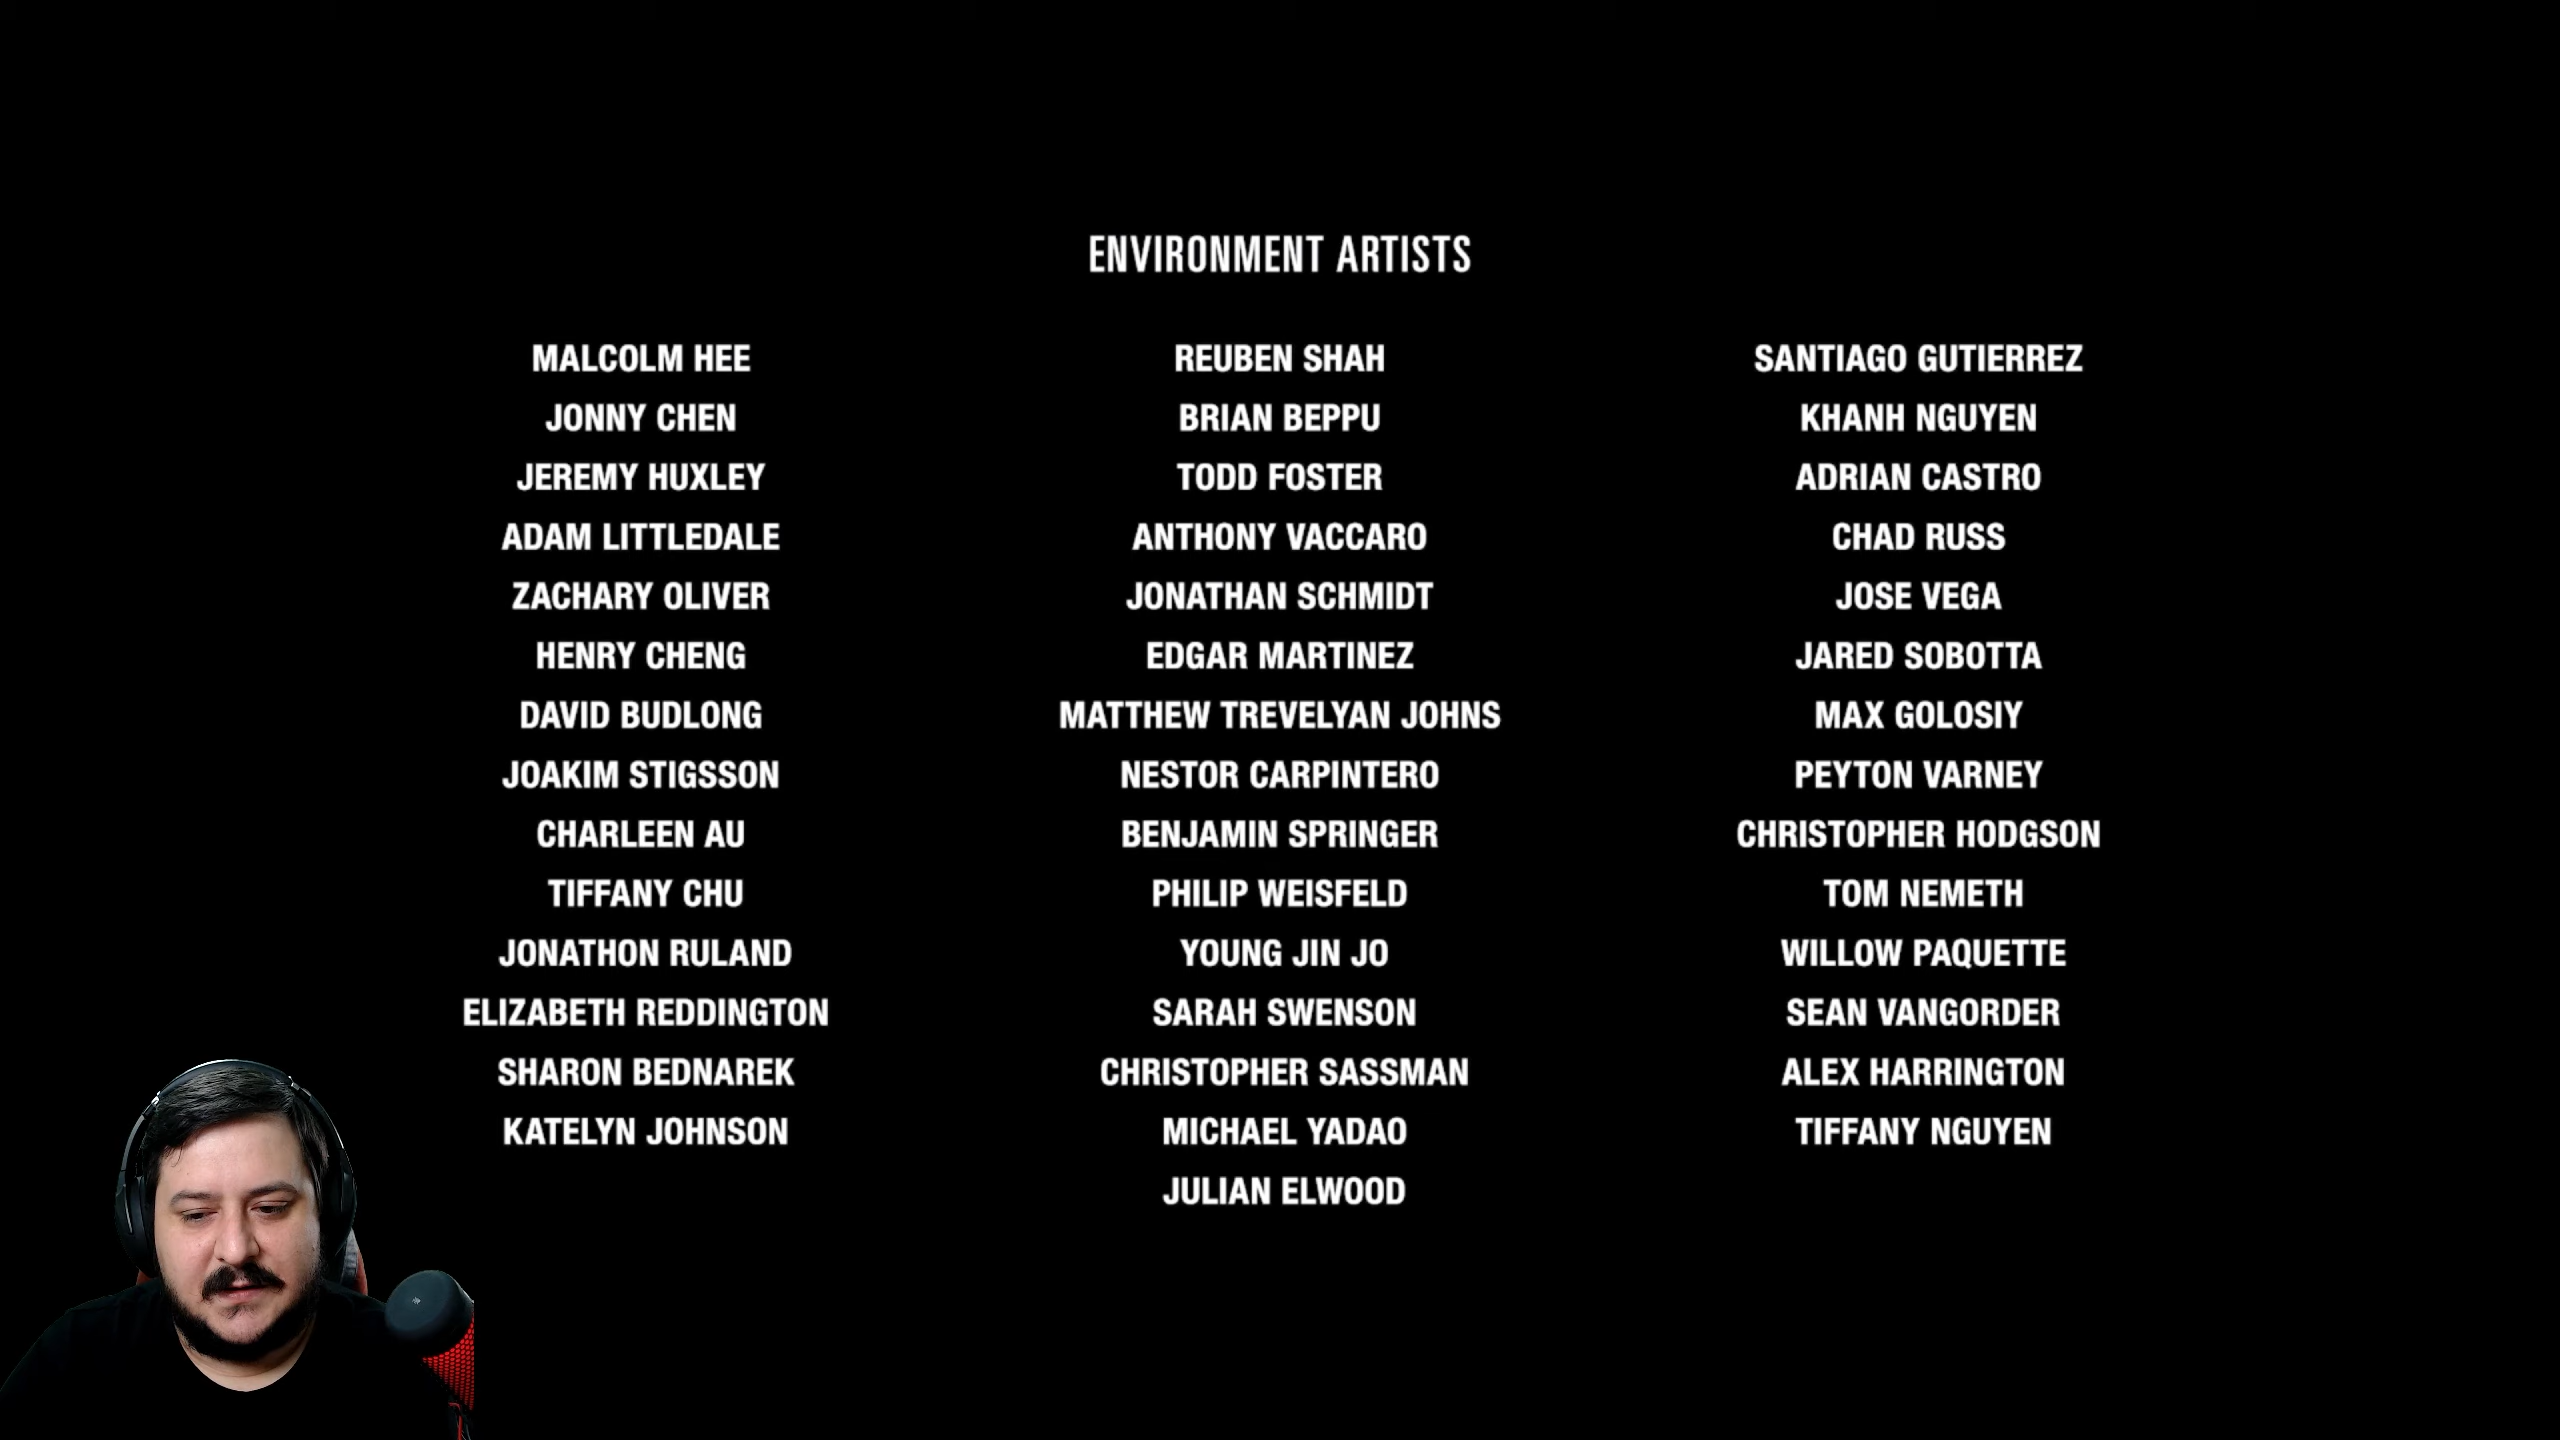 ENVIRONMENT ARTISTS
MALCOLM HEE
JONNY CHEN
JEREMY HUXLEY
ADAM LITTLEDALE
ZACHARY OLIVER
HENRY CHENG
DAVID BUDLONG
JOAKIM STIGSSON
CHARLEEN AU
TIFFANY CHU
JONATHON RULAND
ELIZABETH REDDINGTON
SHARON BEDNAREK
KATELYN JOHNSON
REUBEN SHAH
BRIAN BEPPU
TODD FOSTER
ANTHONY VACCARO
JONATHAN SCHMIDT
EDGAR MARTINEZ
MATTHEW TREVELYAN JOHNS
NESTOR CARPINTERO
BENJAMIN SPRINGER
PHILIP WEISFELD
YOUNG JIN JO
SARAH SWENSON
CHRISTOPHER SASSMAN
MICHAEL YADAO
JULIAN ELWOOD
SANTIAGO GUTIERREZ
KHANH NGUYEN
ADRIAN CASTRO
CHAD RUSS
JOSE VEGA
JARED SOBOTTA
MAX GOLOSIY
PEYTON VARNEY
CHRISTOPHER HODGSON
TOM NEMETH
WILLOW PAQUETTE
SEAN VANGORDER
ALEX HARRINGTON
TIFFANY NGUYEN